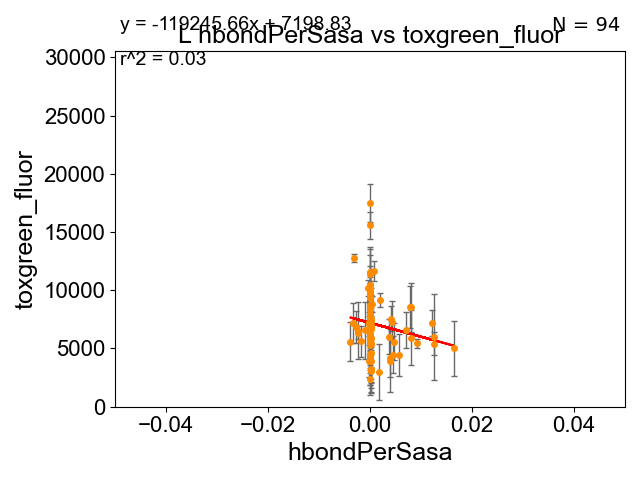 y = -119245.66x + 7198.83
N = 94
L hbondPerSasa vs toxgreen_fluor
r^2 = 0.03
30000
25000
20000
15000
10000
5000
0
toxgreen_fluor
−0.04
−0.02
0.00
0.02
0.04
hbondPerSasa